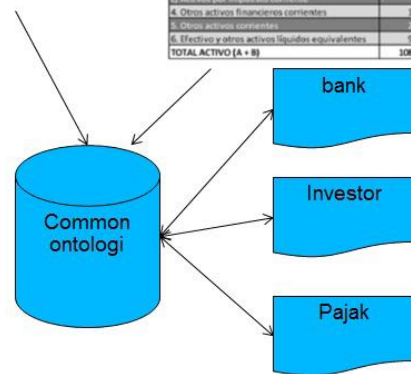 4. Otros activos financieros corrientes
5. Otros activos corrientes
6. Efectivo y otros activos líquidos equivalentes
TOTAL ACTIVO (A + B)
bank
Common
ontologi
Investor
Pajak